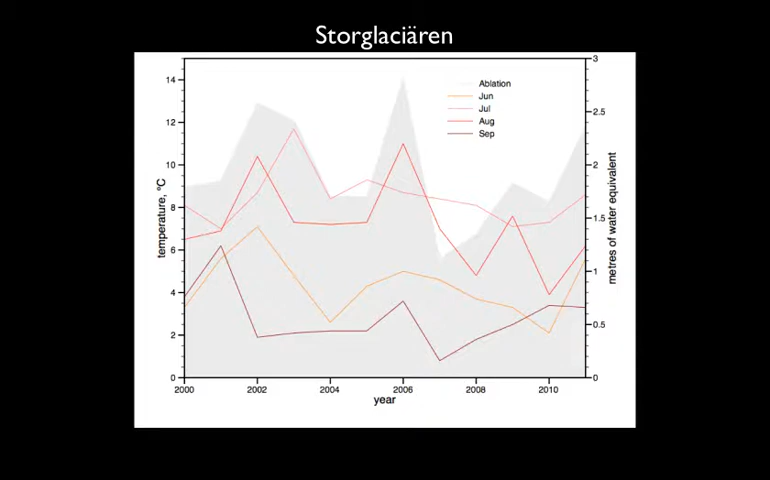 Storglaciären
14
12
10
8
6
4
2
0
temperature, °C
3
2.5
2
1.5
1
0.5
0
metres of water equivalent
Ablation
Jun
Jul
Aug
Sep
2000 2002 2004 2006 2008 2010
year